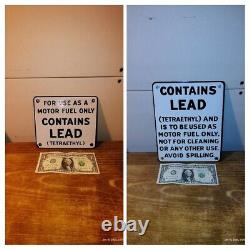 FOR USE AS A
MOTOR FUEL ONLY
CONTAINS
LEAD
(TETRAETHYL)
CONTAINS
LEAD
(TETRAETHYL) AND
IS TO BE USED AS
MOTOR FUEL ONLY.
NOT FOR CLEANING
OR ANY OTHER USE.
AVOID SPILLING.